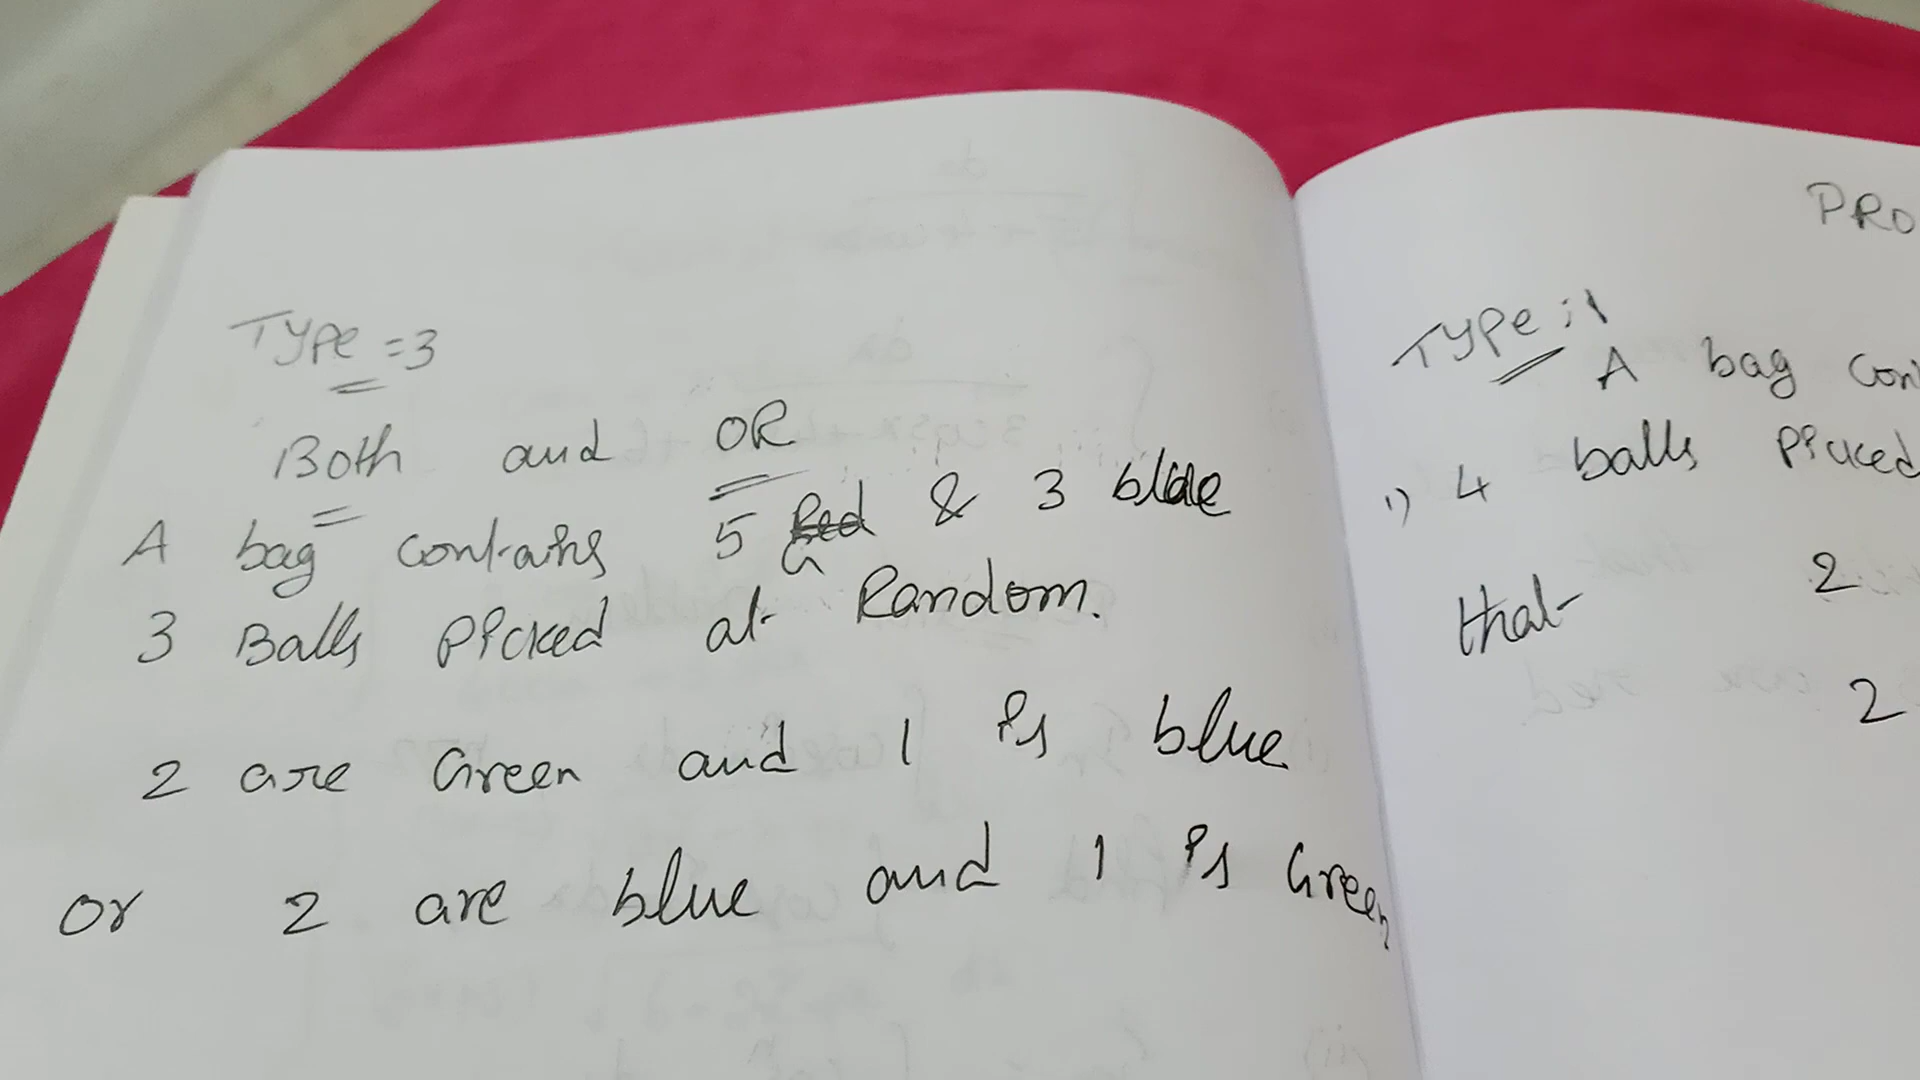 TYPE = 3
Both and OR
A bag contains 5 G & 3 blue
3 Balls Picked at Random.
2 are Green and 1 is blue
or 2 are blue and 1 is Green
PRO
TYPE: 1
A bag con
1) 4 balls Picked
that 2
2